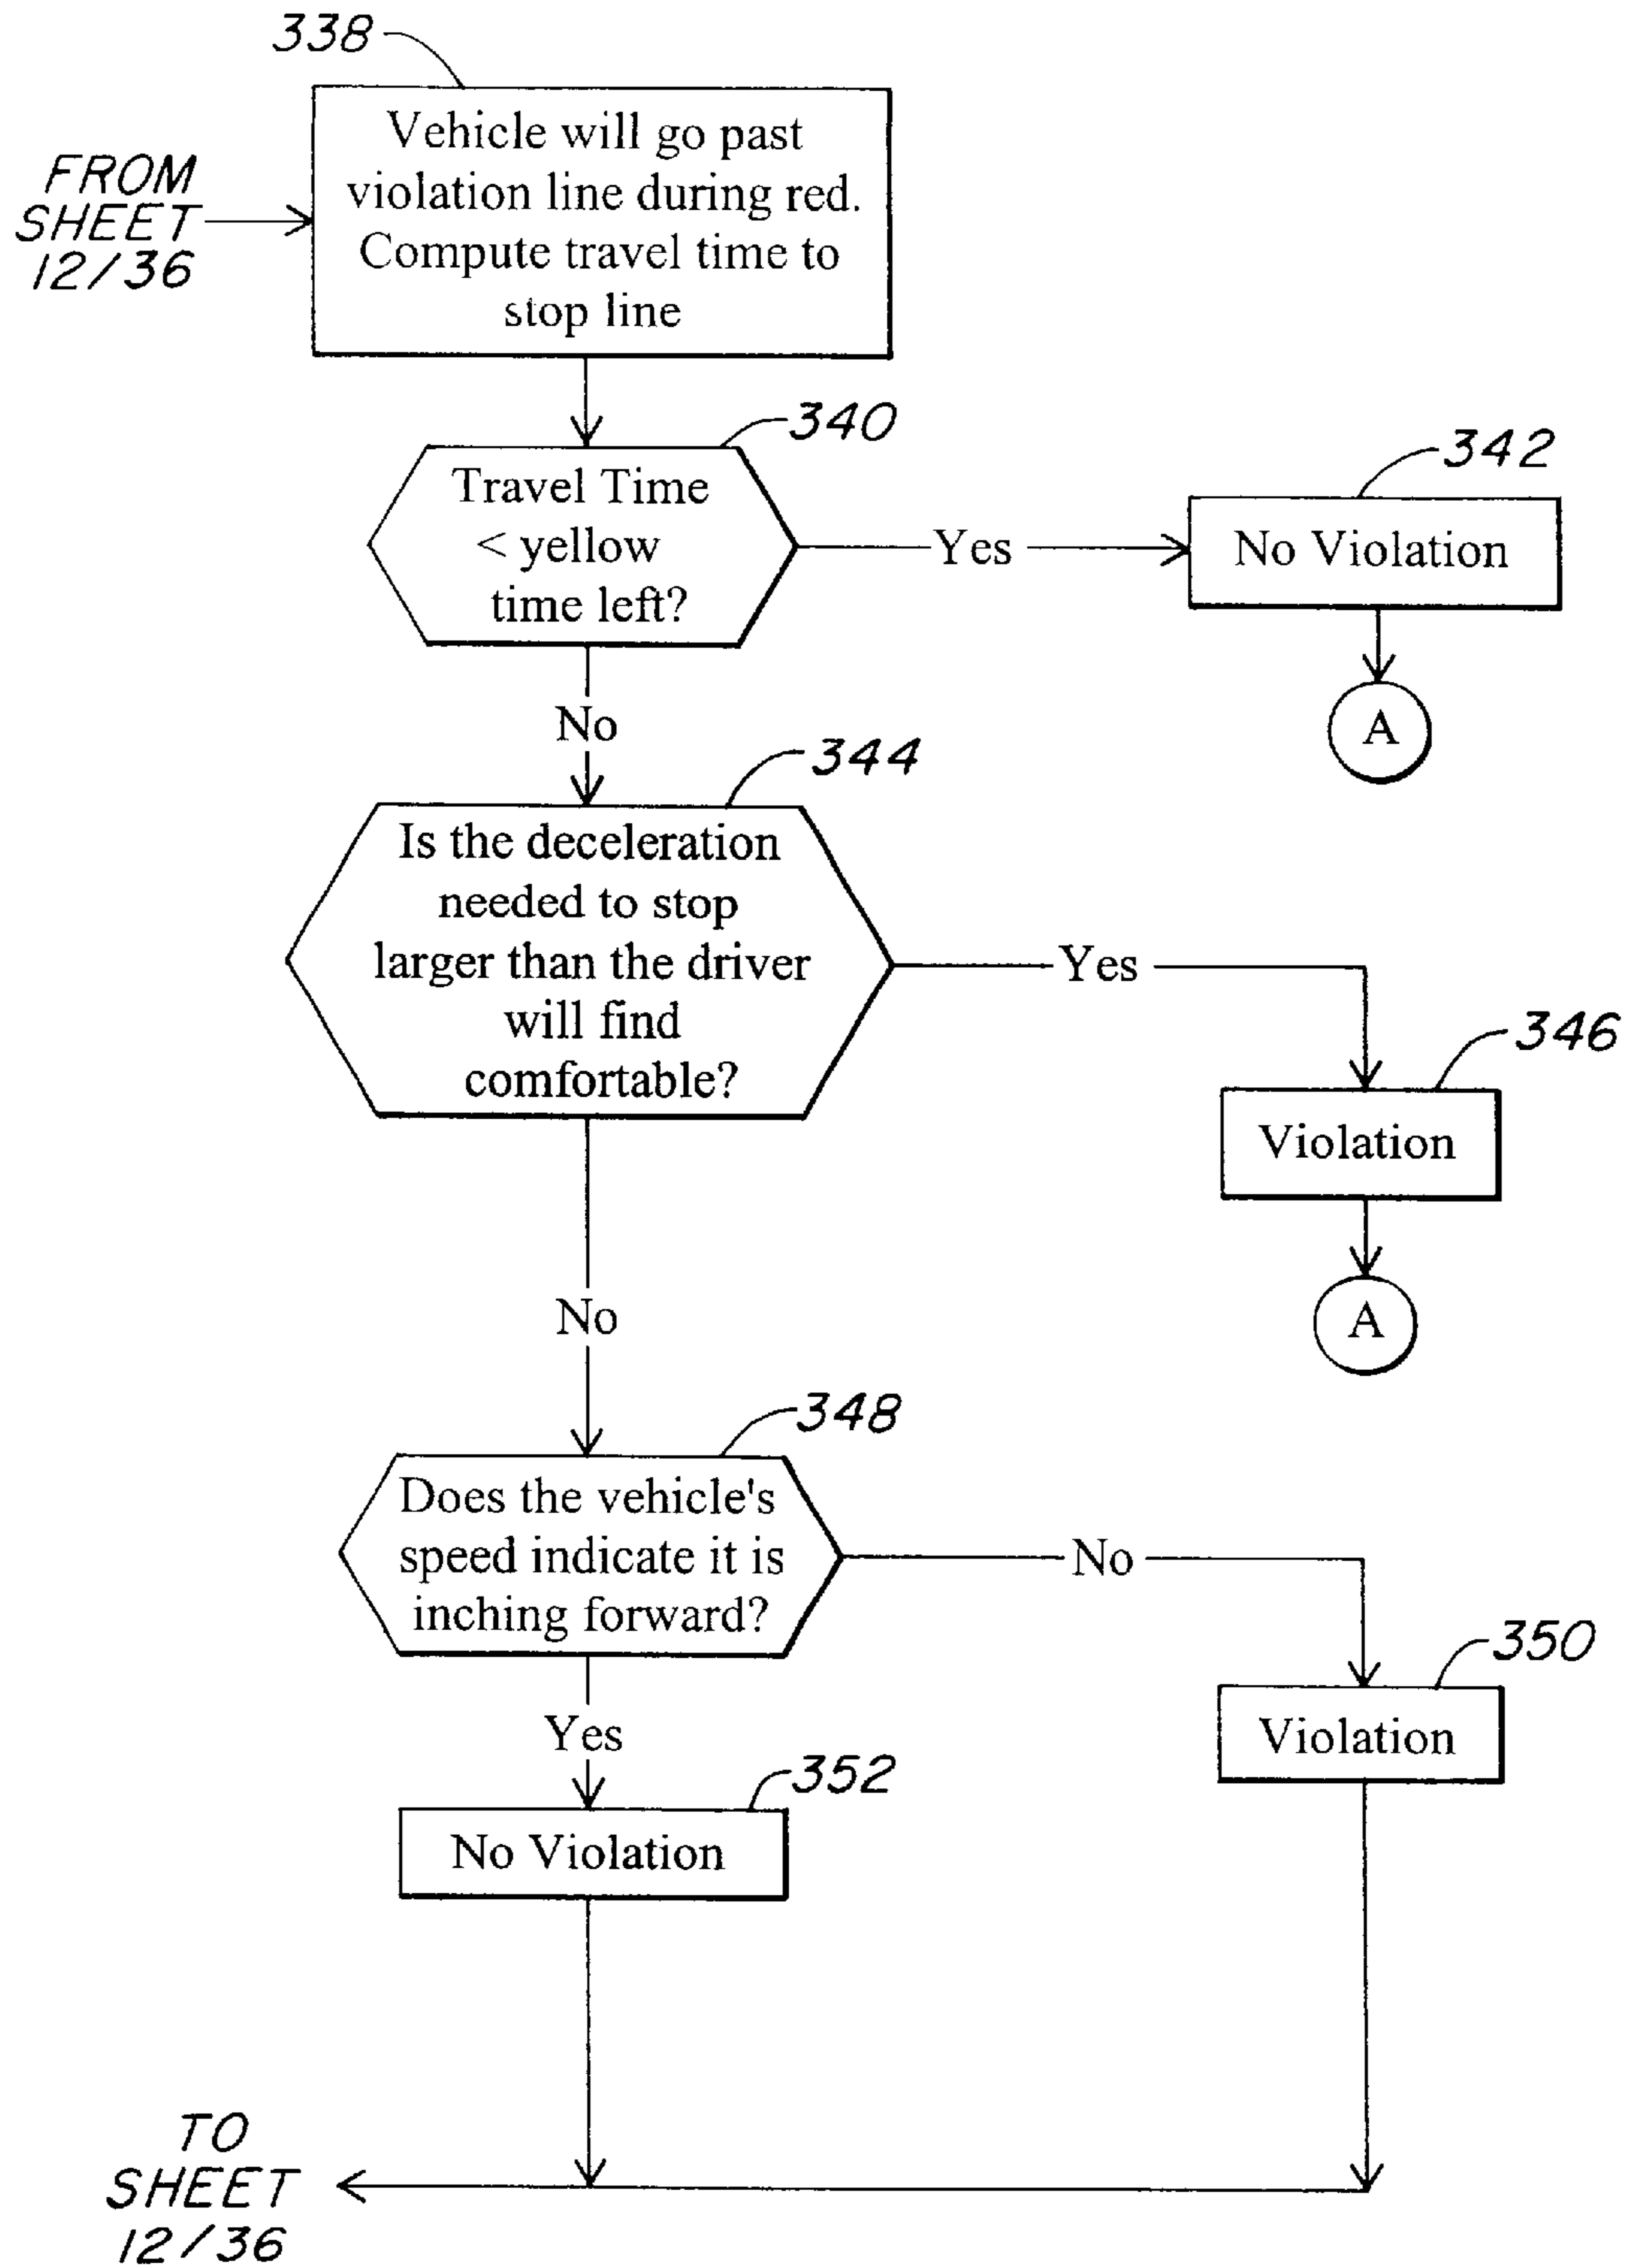 338
FROM
SHEET
12/36
Vehicle will go past
violation line during red.
Compute travel time to
stop line
340
Travel Time
< yellow
time left?
Yes
342
No Violation
A
No
344
Is the deceleration
needed to stop
larger than the driver
will find
comfortable?
Yes
346
Violation
A
No
348
Does the vehicle's
speed indicate it is
inching forward?
No
350
Violation
Yes
352
No Violation
TO
SHEET
12/36